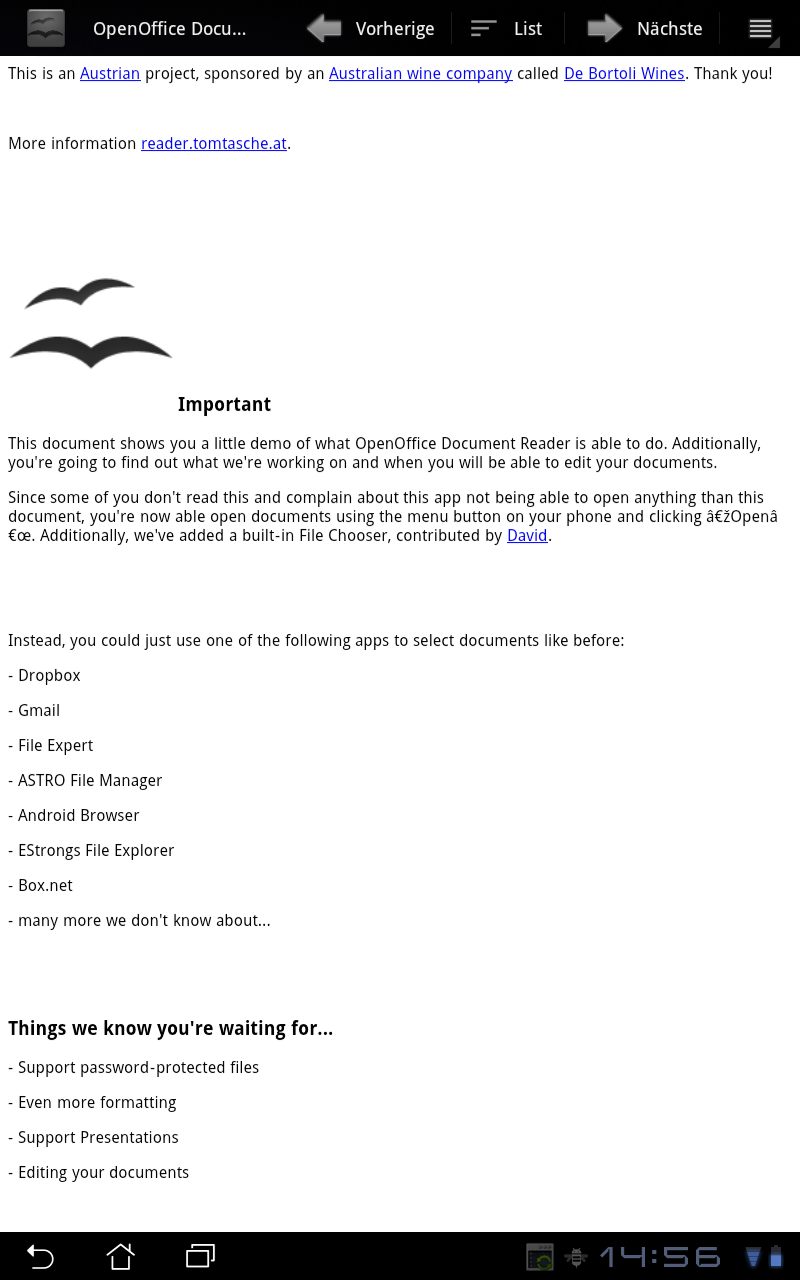 OpenOffice Docu...
Vorherige
List
Nächste
This is an Austrian project, sponsored by an Australian wine company called De Bortoli Wines. Thank you!
More information reader.tomtasche.at.
Important
This document shows you a little demo of what OpenOffice Document Reader is able to do. Additionally,
you're going to find out what we're working on and when you will be able to edit your documents.
Since some of you don't read this and complain about this app not being able to open anything than this
document, you're now able open documents using the menu button on your phone and clicking â€žOpenâ
€œ. Additionally, we've added a built-in File Chooser, contributed by David.
Instead, you could just use one of the following apps to select documents like before:
- Dropbox
- Gmail
- File Expert
- ASTRO File Manager
- Android Browser
- EStrongs File Explorer
- Box.net
- many more we don't know about...
Things we know you're waiting for...
- Support password-protected files
- Even more formatting
- Support Presentations
- Editing your documents
14:56